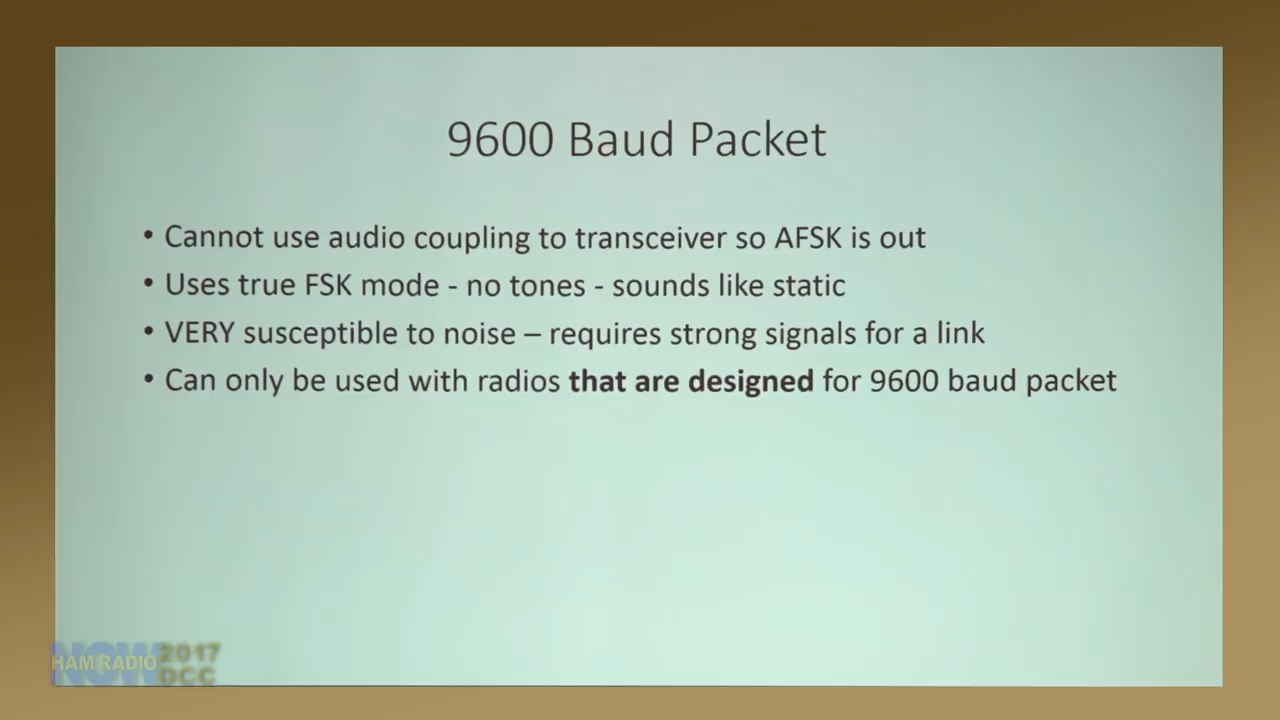 9600 Baud Packet
• Cannot use audio coupling to transceiver so AFSK is out
• Uses true FSK mode - no tones - sounds like static
• VERY susceptible to noise – requires strong signals for a link
• Can only be used with radios that are designed for 9600 baud packet
NOW
HAM RADIO
2017
DCC